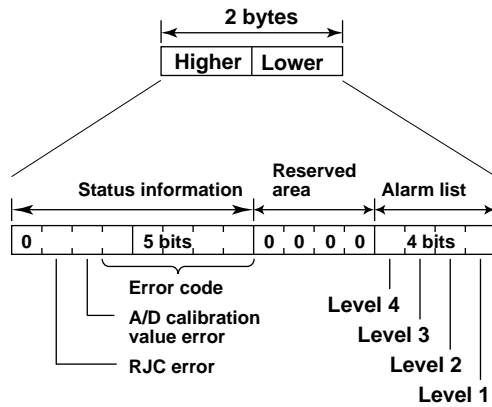 2 bytes
Higher Lower
Reserved
area
Status information
Alarm list
0 5 bits 0 0 0 0 4 bits
Error code
A/D calibration
value error
RJC error
Level 4
Level 3
Level 2
Level 1